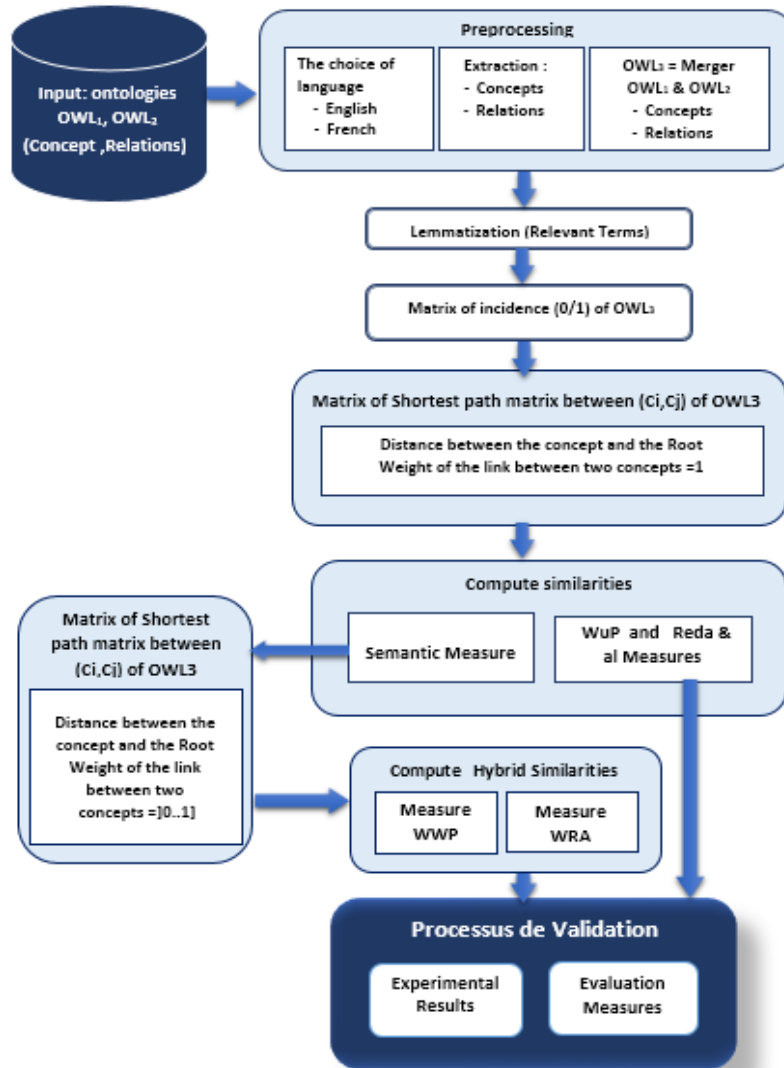 Input: ontologies
OWL₁, OWL₂
(Concept ,Relations)
Preprocessing
The choice of
language
- English
- French
Extraction :
- Concepts
- Relations
OWL₃ = Merger
OWL₁ & OWL₂
- Concepts
- Relations
Lemmatization (Relevant Terms)
Matrix of incidence (0/1) of OWL₃
Matrix of Shortest path matrix between (Ci,Cj) of OWL3
Distance between the concept and the Root
Weight of the link between two concepts =1
Compute similarities
Semantic Measure
WuP and Reda &
al Measures
Matrix of Shortest
path matrix between
(Ci,Cj) of OWL3
Distance between the
concept and the Root
Weight of the link
between two
concepts =]0..1]
Compute Hybrid Similarities
Measure
WWP
Measure
WRA
Processus de Validation
Experimental
Results
Evaluation
Measures